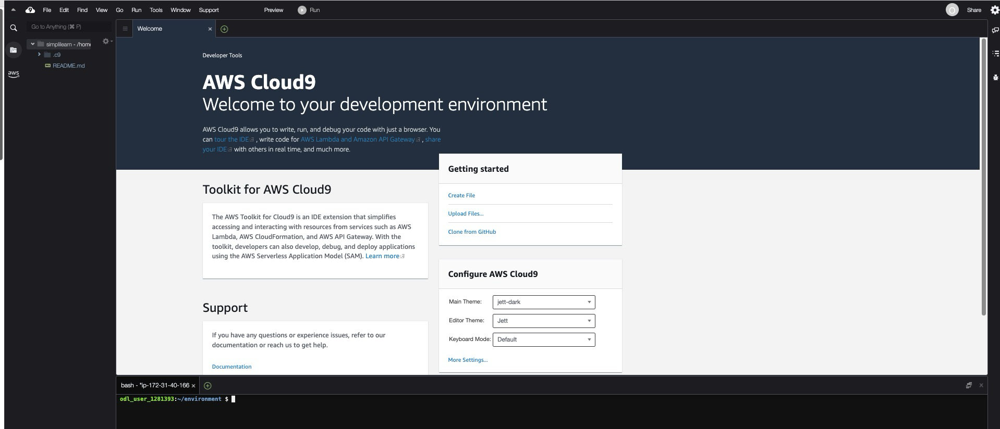 File Edit Find View Go Run Tools Window Support Preview Run O Share
Go to Anything (⌘ P)
Welcome
simplilearn - /home
.c9
README.md
aws
Developer Tools
AWS Cloud9
Welcome to your development environment
AWS Cloud9 allows you to write, run, and debug your code with just a browser. You
can tour the IDE , write code for AWS Lambda and Amazon API Gateway , share
your IDE with others in real time, and much more.
Getting started
Create File
Upload Files...
Clone from GitHub
Toolkit for AWS Cloud9
The AWS Toolkit for Cloud9 is an IDE extension that simplifies
accessing and interacting with resources from services such as AWS
Lambda, AWS CloudFormation, and AWS API Gateway. With the
toolkit, developers can also develop, debug, and deploy applications
using the AWS Serverless Application Model (SAM). Learn more
Configure AWS Cloud9
Main Theme: jett-dark
Editor Theme: Jett
Keyboard Mode: Default
More Settings...
Support
If you have any questions or experience issues, refer to our
documentation or reach us to get help.
Documentation
bash - "ip-172-31-40-166
odl_user_1281393:~/environment $